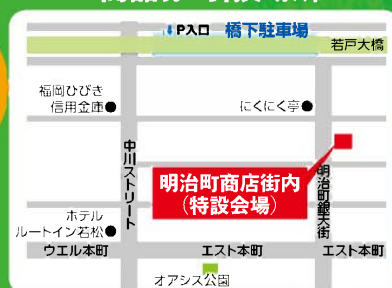 P入口 橋下駐車場
若戸大橋
福岡ひびき
信用金庫
にくにく亭
中川ストリート
明治町商店街内
(特設会場)
明治町銀天街
ホテル
ルートイン若松
ウエル本町
エスト本町
エスト本町
オアシス公園